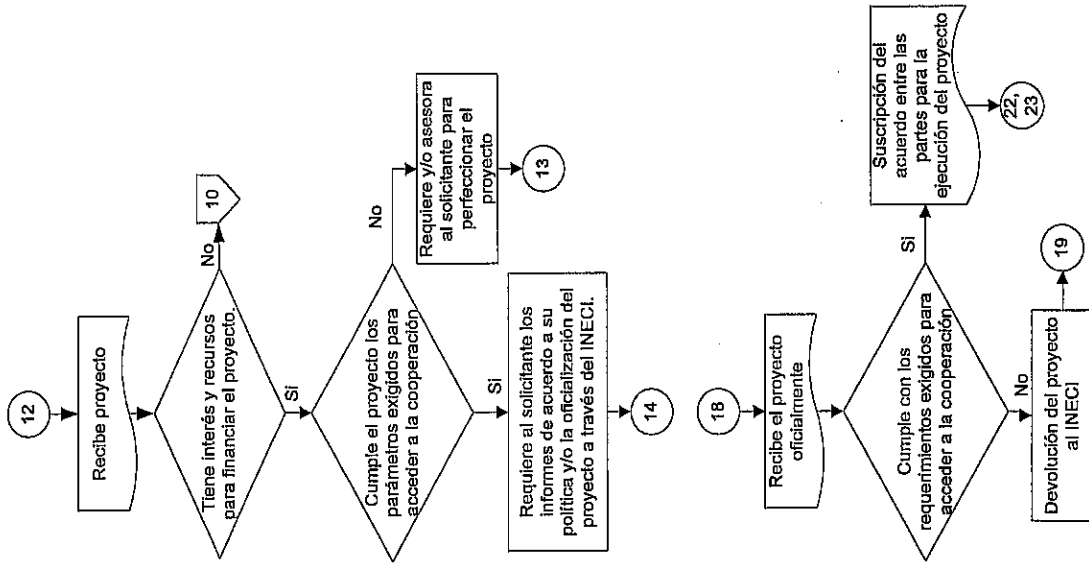 12
Recibe proyecto
Tiene interés y recursos
para financiar el proyecto.
No
10
Si
Cumple el proyecto los
parámetros exigidos para
acceder a la cooperación
No
Requiere y/o asesora
al solicitante para
perfeccionar el
proyecto
13
Si
Requiere al solicitante los
informes de acuerdo a su
política y/o la oficialización del
proyecto a través del INECI.
14
18
Recibe el proyecto
oficialmente
Cumple con los
requerimientos exigidos para
acceder a la cooperación
Si
Suscripción del
acuerdo entre las
partes para la
ejecución del proyecto
22,
23
No
Devolución del proyecto
al INECI
19